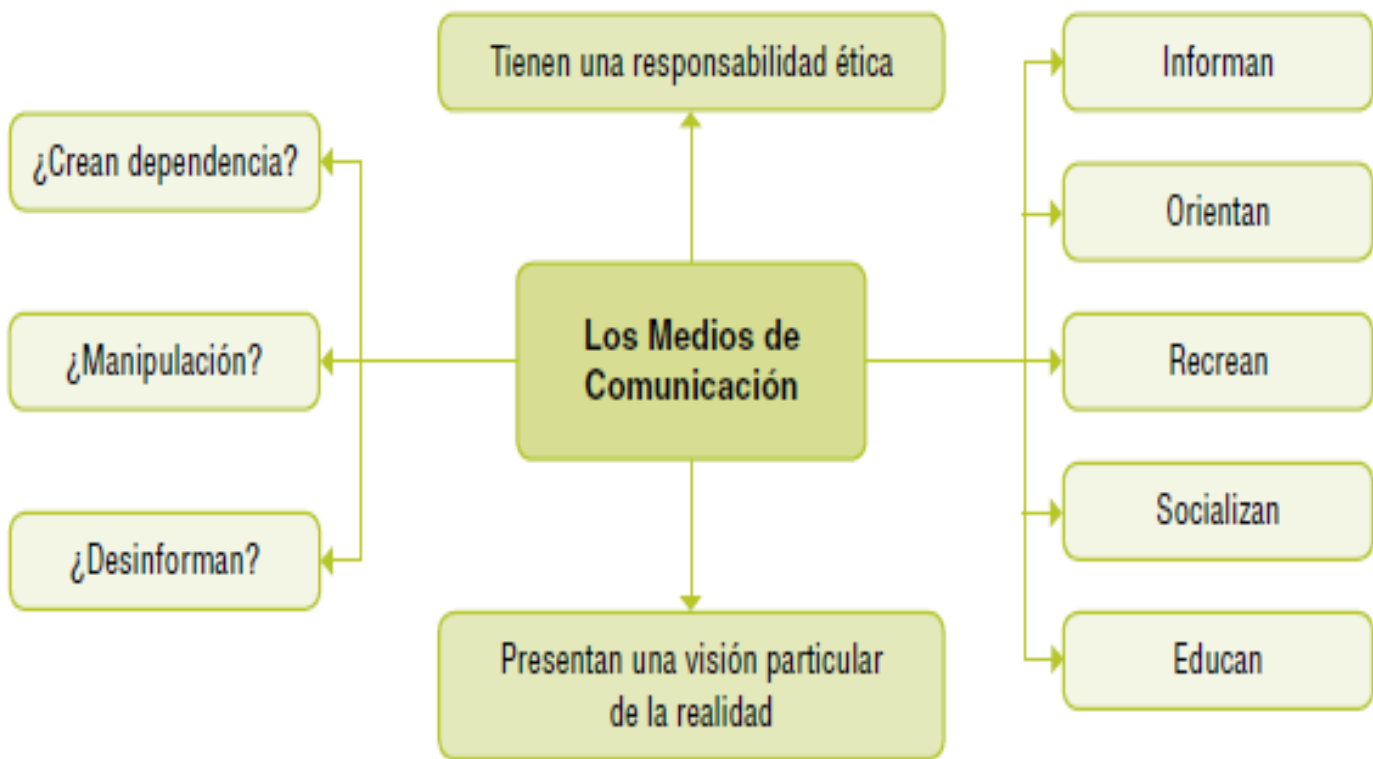 Tienen una responsabilidad ética
Informan
¿Crean dependencia?
Orientan
Los Medios de
Comunicación
¿Manipulación?
Recrean
¿Desinforman?
Socializan
Presentan una visión particular
de la realidad
Educan